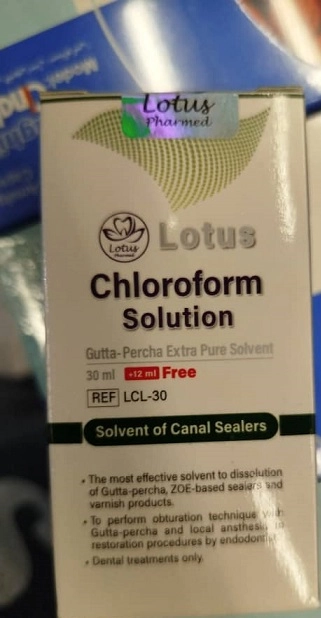 Lotus
Pharmed
Lotus
Pharmed
Lotus
Chloroform
Solution
Gutta-Percha Extra Pure Solvent
30 ml +12 ml Free
REF LCL-30
Solvent of Canal Sealers
• The most effective solvent to dissolution
of Gutta-percha, ZOE-based sealers and
varnish products.
• To perform obturation technique with
Gutta-percha and local ansthesia in
restoration procedures by
• Dental treatments only.